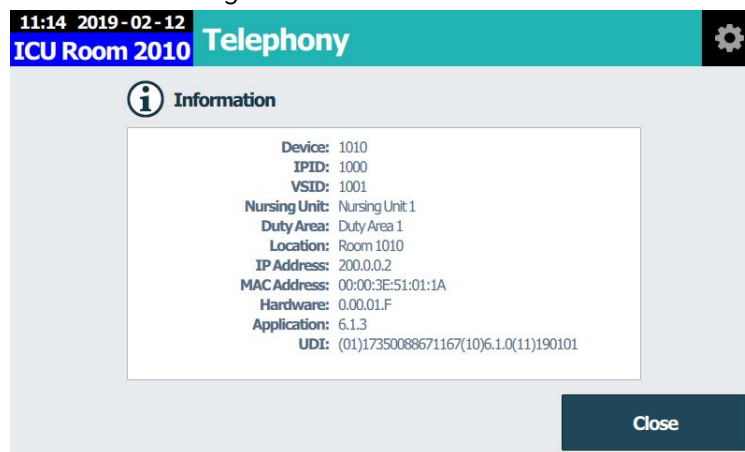 11:14 2019-02-12
ICU Room 2010
Telephony
Information
Device: 1010
IPID: 1000
VSID: 1001
Nursing Unit: Nursing Unit 1
Duty Area: Duty Area 1
Location: Room 1010
IP Address: 200.0.0.2
MAC Address: 00:00:3E:51:01:1A
Hardware: 0.00.01.F
Application: 6.1.3
UDI: (01)17350088671167(10)6.1.0(11)190101
Close